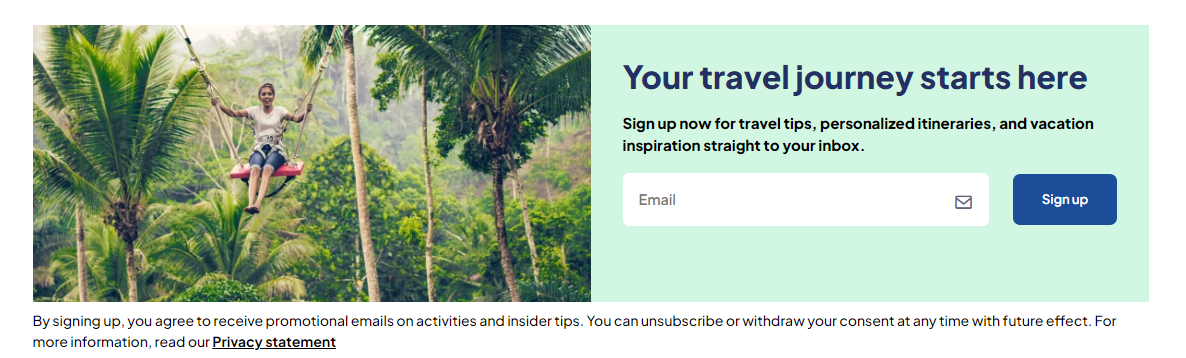 Your travel journey starts here
Sign up now for travel tips, personalized itineraries, and vacation
inspiration straight to your inbox.
Email
Sign up
By signing up, you agree to receive promotional emails on activities and insider tips. You can unsubscribe or withdraw your consent at any time with future effect. For
more information, read our Privacy statement